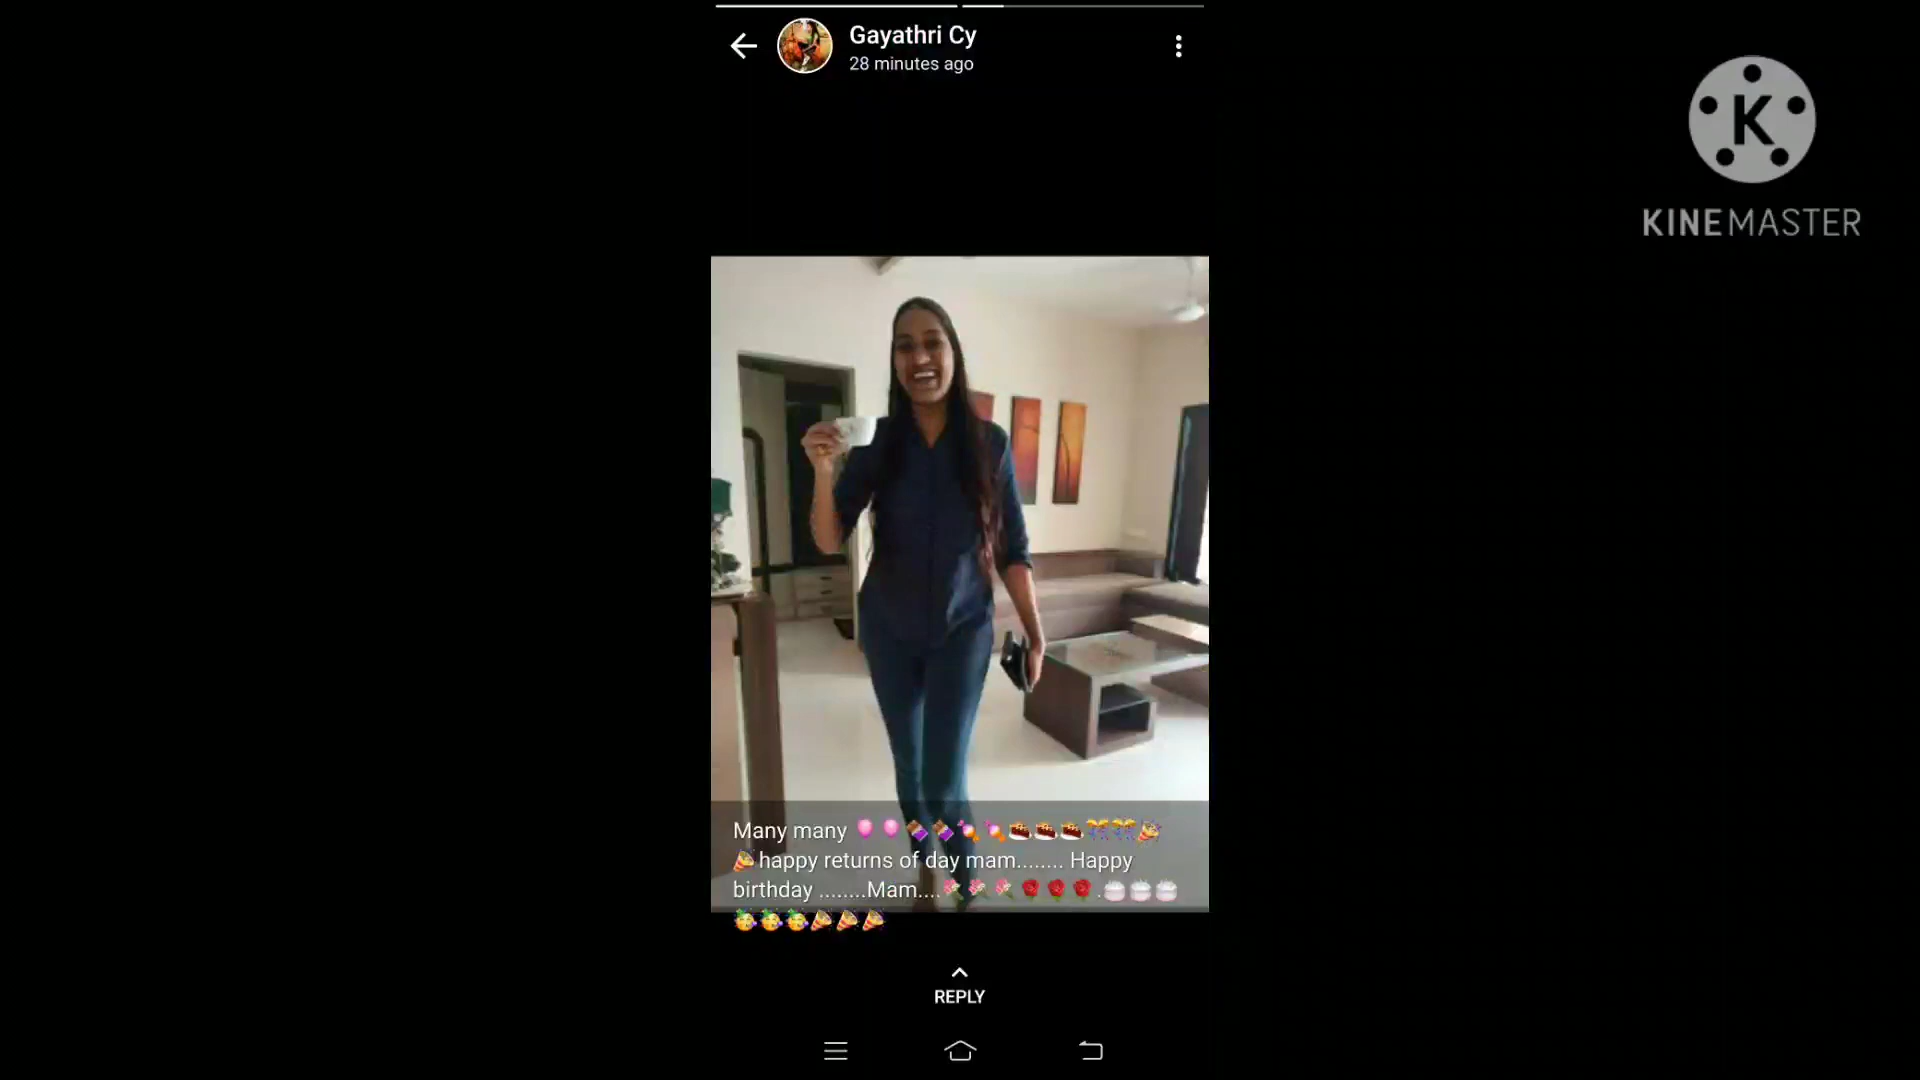 Gayathri Cy
28 minutes ago
K
KINEMASTER
Many many 🎈🎈🍫🍫🍬🍬🍰🍰🍰🎊🎊🎉
🎉happy returns of day mam........ Happy
birthday ........Mam....💐💐💐🌹🌹🌹.🎂🎂🎂
🥳🥳🥳🎉🎉🎉
REPLY